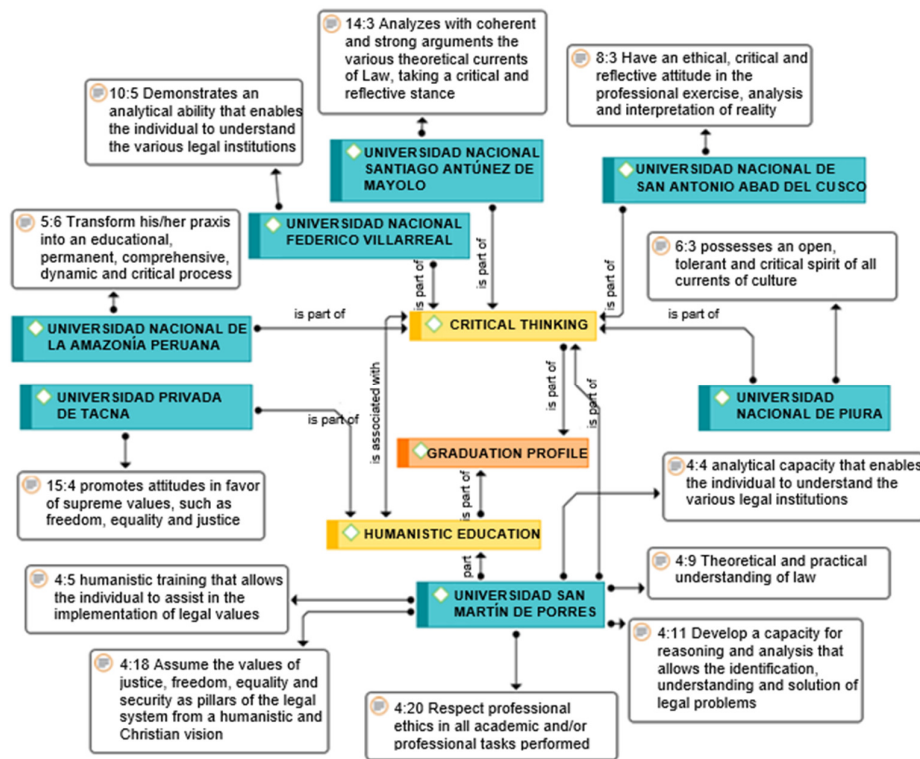 14:3 Analyzes with coherent
and strong arguments the
various theoretical currents
of Law, taking a critical and
reflective stance
8:3 Have an ethical, critical and
reflective attitude in the
professional exercise, analysis
and interpretation of reality
10:5 Demonstrates an
analytical ability that enables
the individual to understand
the various legal institutions
UNIVERSIDAD NACIONAL
SANTIAGO ANTÚNEZ DE
MAYOLO
UNIVERSIDAD NACIONAL DE
SAN ANTONIO ABAD DEL CUSCO
5:6 Transform his/her praxis
into an educational,
permanent, comprehensive,
dynamic and critical process
UNIVERSIDAD NACIONAL
FEDERICO VILLARREAL
6:3 possesses an open,
tolerant and critical spirit of all
currents of culture
is part of
is part of
is part of
UNIVERSIDAD NACIONAL DE
LA AMAZONÍA PERUANA
is part of
CRITICAL THINKING
is part of
UNIVERSIDAD PRIVADA
DE TACNA
is part of
is associated with
is part of
is part of
UNIVERSIDAD
NACIONAL DE PIURA
GRADUATION PROFILE
15:4 promotes attitudes in favor
of supreme values, such as
freedom, equality and justice
is part of
4:4 analytical capacity that enables
the individual to understand the
various legal institutions
HUMANISTIC EDUCATION
part
4:5 humanistic training that allows
the individual to assist in the
implementation of legal values
UNIVERSIDAD SAN
MARTÍN DE PORRES
4:9 Theoretical and practical
understanding of law
4:18 Assume the values of
justice, freedom, equality and
security as pillars of the legal
system from a humanistic and
Christian vision
4:11 Develop a capacity for
reasoning and analysis that
allows the identification,
understanding and solution of
legal problems
4:20 Respect professional
ethics in all academic and/or
professional tasks performed